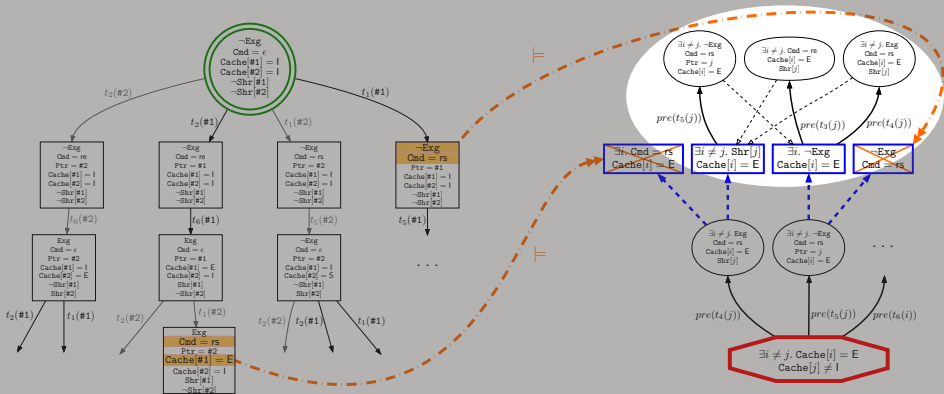 ¬Exg
Cmd = ϵ
Cache[#1] = I
Cache[#2] = I
¬Shr[#1]
¬Shr[#2]
t₂(#2)
t₂(#1)
t₁(#2)
t₁(#1)
¬Exg
Cmd = re
Ptr = #2
Cache[#1] = I
Cache[#2] = I
¬Shr[#1]
¬Shr[#2]
¬Exg
Cmd = re
Ptr = #1
Cache[#1] = I
Cache[#2] = I
¬Shr[#1]
¬Shr[#2]
¬Exg
Cmd = rs
Ptr = #2
Cache[#1] = I
Cache[#2] = I
¬Shr[#1]
¬Shr[#2]
¬Exg
Cmd = rs
Ptr = #1
Cache[#1] = I
Cache[#2] = I
¬Shr[#1]
¬Shr[#2]
t₆(#2)
t₆(#1)
t₅(#2)
t₅(#1)
Exg
Cmd = ϵ
Ptr = #2
Cache[#1] = I
Cache[#2] = E
¬Shr[#1]
Shr[#2]
Exg
Cmd = ϵ
Ptr = #1
Cache[#1] = E
Cache[#2] = I
Shr[#1]
¬Shr[#2]
¬Exg
Cmd = ϵ
Ptr = #2
Cache[#1] = I
Cache[#2] = S
¬Shr[#1]
Shr[#2]
. . .
t₂(#1)
t₁(#1)
t₂(#2)
t₁(#2)
t₂(#2)
t₂(#1)
t₁(#1)
Exg
Cmd = rs
Ptr = #2
Cache[#1] = E
Cache[#2] = I
Shr[#1]
¬Shr[#2]
⊨
⊨
∃i ≠ j. ¬Exg
Cmd = rs
Ptr = j
Cache[i] = E
∃i ≠ j. Cmd = re
Cache[i] = E
Shr[j]
∃i ≠ j. Exg
Cmd = rs
Cache[i] = E
Shr[j]
pre(t₅(j))
pre(t₃(j))
pre(t₄(j))
∃i. Cmd = rs
Cache[i] = E
∃i ≠ j. Shr[j]
Cache[i] = E
∃i. ¬Exg
Cache[i] = E
¬Exg
Cmd = rs
∃i ≠ j. Exg
Cmd = rs
Cache[i] = E
Shr[j]
∃i ≠ j. ¬Exg
Cmd = rs
Ptr = j
Cache[i] = E
. . .
pre(t₄(j))
pre(t₅(j))
pre(t₆(i))
∃i ≠ j. Cache[i] = E
Cache[j] ≠ I